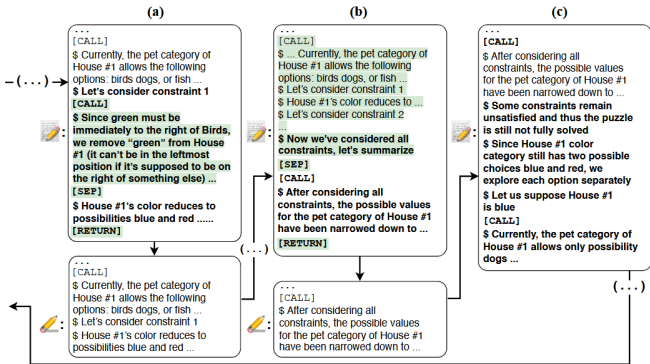 (a)
...
[CALL]
$ Currently, the pet category of
House #1 allows the following
options: birds dogs, or fish ...
$ Let's consider constraint 1
[CALL]
$ Since green must be
immediately to the right of Birds,
we remove "green" from House
#1 (it can't be in the leftmost
position if it's supposed to be on
the right of something else) ...
[SEP]
$ House #1's color reduces to
possibilities blue and red ......
[RETURN]
(...)
:
...
[CALL]
$ Currently, the pet category of
House #1 allows the following
options: birds dogs, or fish ...
$ Let's consider constraint 1
$ House #1's color reduces to
possibilities blue and red ...
:
(...)
(b)
...
[CALL]
$ ... Currently, the pet category of
House #1 allows the following
options: birds dogs, or fish ...
$ Let's consider constraint 1
$ House #1's color reduces to ...
$ Let's consider constraint 2
...
$ Now we've considered all
constraints, let's summarize
[SEP]
[CALL]
$ After considering all
constraints, the possible values
for the pet category of House #1
have been narrowed down to ...
[RETURN]
:
...
[CALL]
$ After considering all
constraints, the possible values
for the pet category of House #1
have been narrowed down to ...
:
(c)
...
[CALL]
$ After considering all
constraints, the possible values
for the pet category of House #1
have been narrowed down to ...
$ Some constraints remain
unsatisfied and thus the puzzle
is still not fully solved
$ Since House #1 color
category still has two possible
choices blue and red, we
explore each option separately
$ Let us suppose House #1
is blue
[CALL]
$ Currently, the pet category of
House #1 allows only possibility
dogs ...
:
(...)